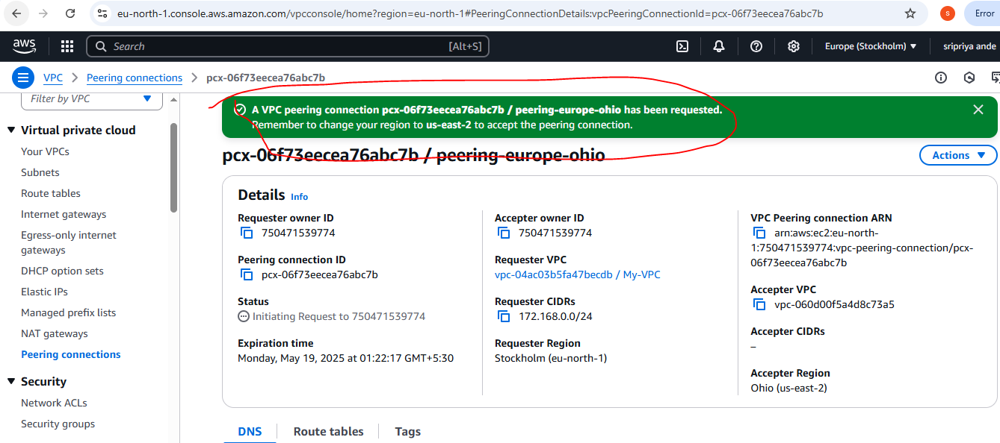 eu-north-1.console.aws.amazon.com/vpcconsole/home?region=eu-north-1#PeeringConnectionDetails:vpcPeeringConnectionId=pcx-06f73eecea76abc7b
S
Error
aws
Search
[Alt+S]
Europe (Stockholm)
sripriya ande
VPC
Peering connections
pcx-06f73eecea76abc7b
Filter by VPC
Virtual private cloud
Your VPCs
Subnets
Route tables
Internet gateways
Egress-only internet
gateways
DHCP option sets
Elastic IPs
Managed prefix lists
NAT gateways
Peering connections
Security
Network ACLs
Security groups
A VPC peering connection pcx-06f73eecea76abc7b / peering-europe-ohio has been requested.
Remember to change your region to us-east-2 to accept the peering connection.
pcx-06f73eecea76abc7b / peering-europe-ohio
Actions
Details Info
Requester owner ID
750471539774
Peering connection ID
pcx-06f73eecea76abc7b
Status
Initiating Request to 750471539774
Expiration time
Monday, May 19, 2025 at 01:22:17 GMT+5:30
Accepter owner ID
750471539774
Requester VPC
vpc-04ac03b5fa47becdb / My-VPC
Requester CIDRs
172.168.0.0/24
Requester Region
Stockholm (eu-north-1)
VPC Peering connection ARN
arn:aws:ec2:eu-north-
1:750471539774:vpc-peering-connection/pcx-
06f73eecea76abc7b
Accepter VPC
vpc-060d00f5a4d8c73a5
Accepter CIDRs
–
Accepter Region
Ohio (us-east-2)
DNS
Route tables
Tags